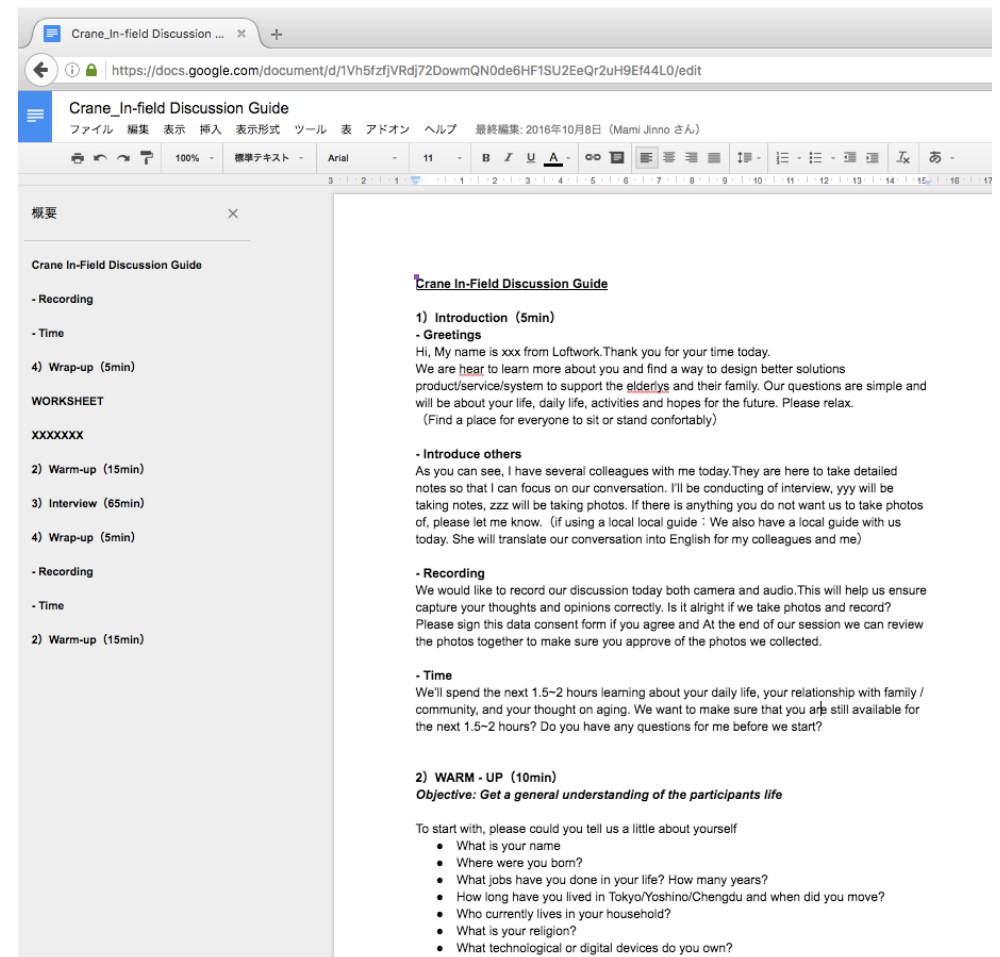 Crane_In-field Discussion ...
https://docs.google.com/document/d/1Vh5fzfjVRdj72DowmQN0de6HF1SU2EeQr2uH9Ef44L0/edit
Crane_In-field Discussion Guide
ファイル 編集 表示 挿入 表示形式 ツール 表 アドオン ヘルプ 最終編集: 2016年10月8日（Mami Jinno さん）
100% 標準テキスト Arial 11 B I U A あ
3 2 1 1 2 3 4 5 6 7 8 9 10 11 12 13 14 15 16 17
概要
Crane In-Field Discussion Guide
- Recording
- Time
4）Wrap-up（5min）
WORKSHEET
XXXXXXX
2）Warm-up（15min）
3）Interview（65min）
4）Wrap-up（5min）
- Recording
- Time
2）Warm-up（15min）
Crane In-Field Discussion Guide
1）Introduction（5min）
- Greetings
Hi, My name is xxx from Loftwork.Thank you for your time today.
We are hear to learn more about you and find a way to design better solutions
product/service/system to support the elderlys and their family. Our questions are simple and
will be about your life, daily life, activities and hopes for the future. Please relax.
（Find a place for everyone to sit or stand confortably）
- Introduce others
As you can see, I have several colleagues with me today.They are here to take detailed
notes so that I can focus on our conversation. I'll be conducting of interview, yyy will be
taking notes, zzz will be taking photos. If there is anything you do not want us to take photos
of, please let me know.（if using a local local guide：We also have a local guide with us
today. She will translate our conversation into English for my colleagues and me）
- Recording
We would like to record our discussion today both camera and audio.This will help us ensure
capture your thoughts and opinions correctly. Is it alright if we take photos and record?
Please sign this data consent form if you agree and At the end of our session we can review
the photos together to make sure you approve of the photos we collected.
- Time
We'll spend the next 1.5~2 hours learning about your daily life, your relationship with family /
community, and your thought on aging. We want to make sure that you are still available for
the next 1.5~2 hours? Do you have any questions for me before we start?
2）WARM - UP（10min）
Objective: Get a general understanding of the participants life
To start with, please could you tell us a little about yourself
● What is your name
● Where were you born?
● What jobs have you done in your life? How many years?
● How long have you lived in Tokyo/Yoshino/Chengdu and when did you move?
● Who currently lives in your household?
● What is your religion?
● What technological or digital devices do you own?